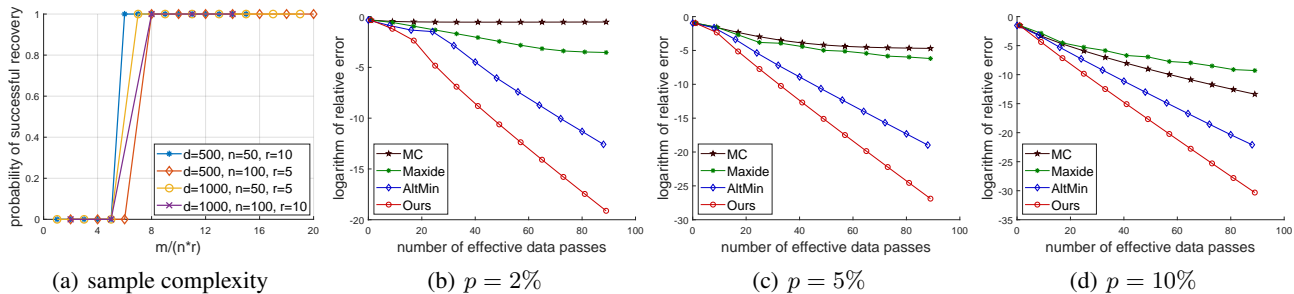 probability of successful recovery
1
0.8
0.6
0.4
0.2
0
0 4 8 12 16 20
m/(n*r)
d=500, n=50, r=10
d=500, n=100, r=5
d=1000, n=50, r=5
d=1000, n=100, r=10
(a) sample complexity
logarithm of relative error
0
-5
-10
-15
-20
0 20 40 60 80 100
number of effective data passes
MC
Maxide
AltMin
Ours
(b) p = 2%
logarithm of relative error
0
-5
-10
-15
-20
-25
-30
0 20 40 60 80 100
number of effective data passes
MC
Maxide
AltMin
Ours
(c) p = 5%
logarithm of relative error
0
-5
-10
-15
-20
-25
-30
-35
0 20 40 60 80 100
number of effective data passes
MC
Maxide
AltMin
Ours
(d) p = 10%